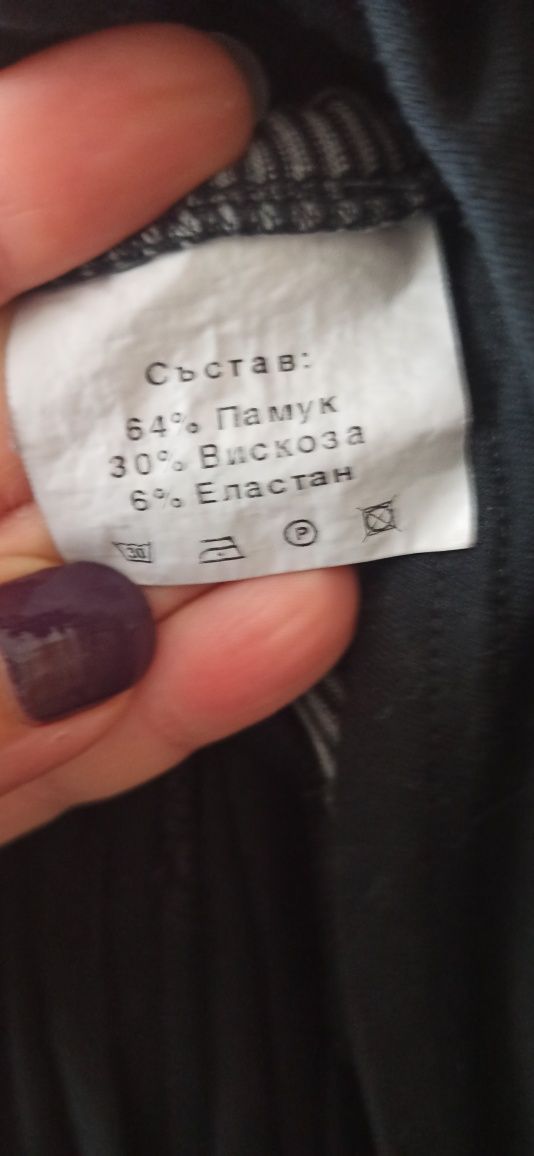 Състав:
64% Памук
30% Вискоза
6% Еластан
30 P